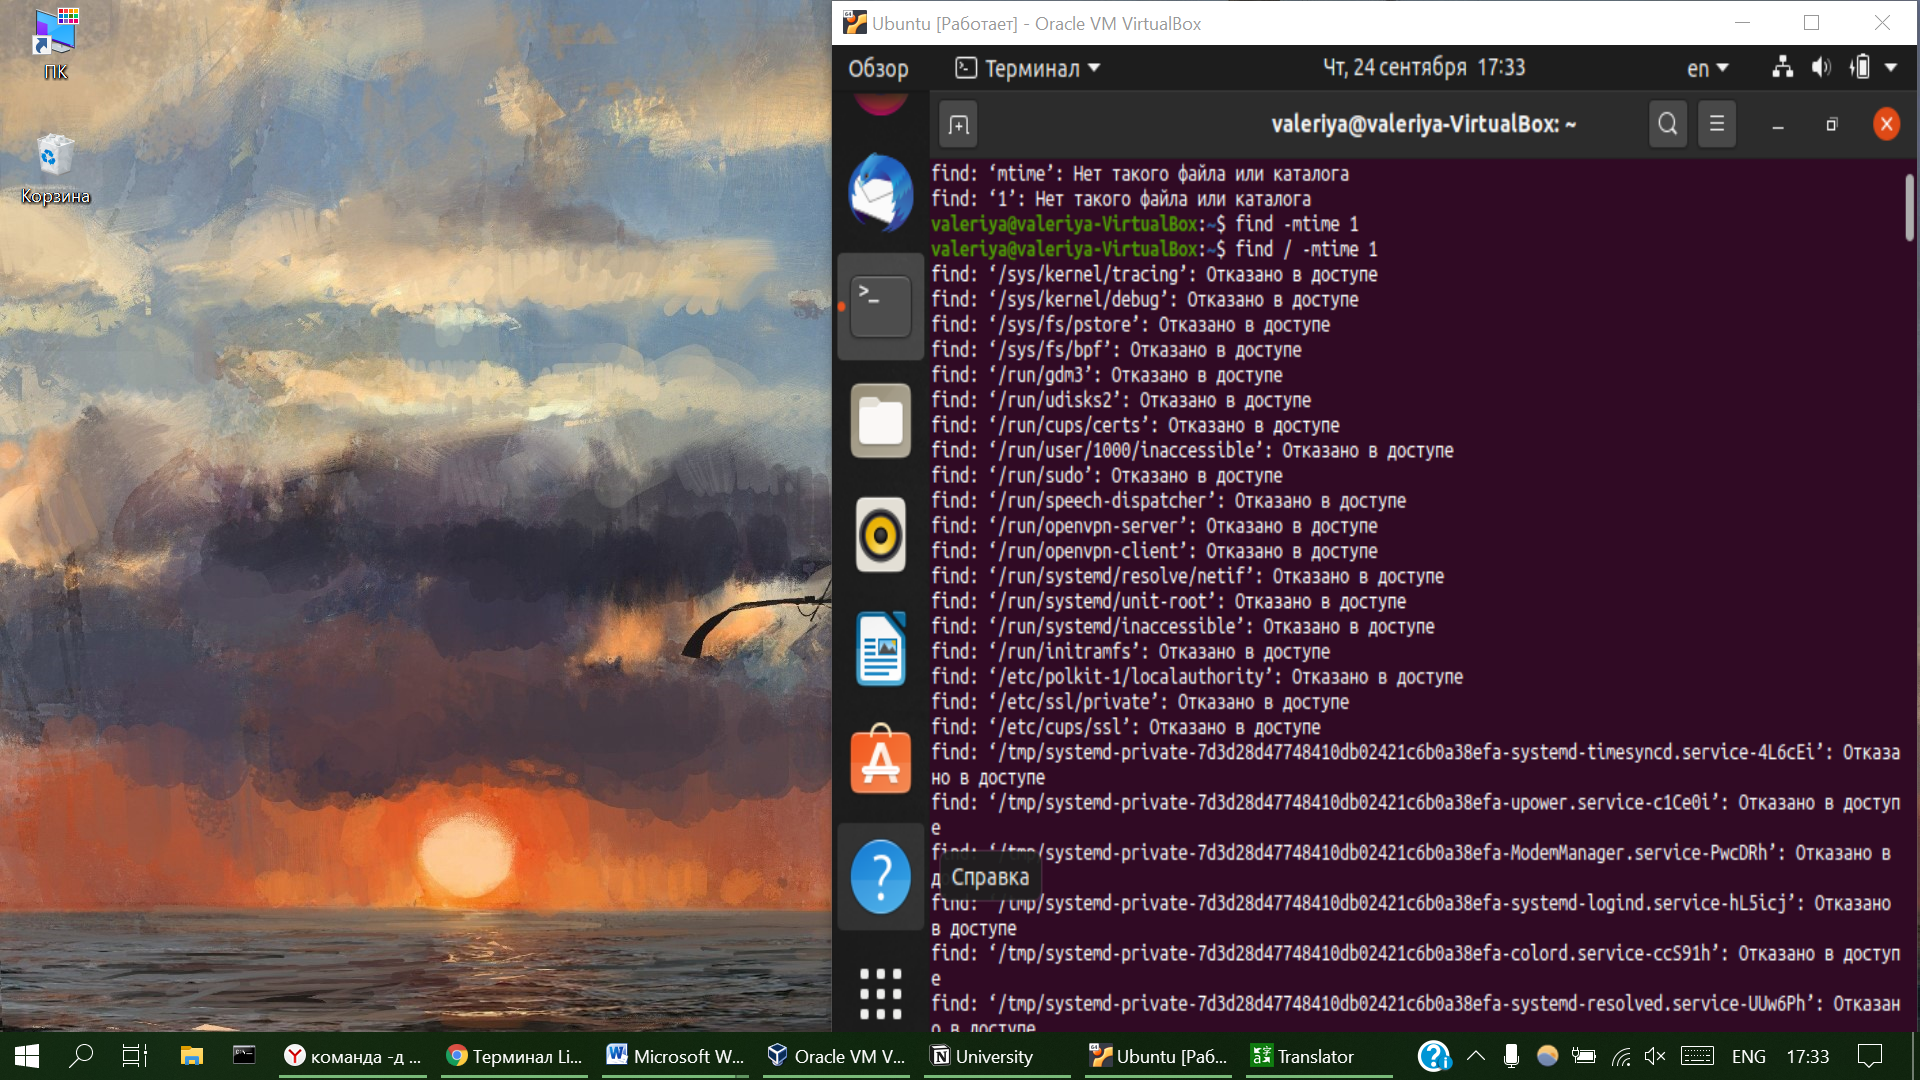 ПК
Корзина
Ubuntu [Работает] - Oracle VM VirtualBox
Обзор
Терминал
Чт, 24 сентября 17:33
en
valeriya@valeriya-VirtualBox: ~
find: ‘mtime’: Нет такого файла или каталога
find: ‘1’: Нет такого файла или каталога
valeriya@valeriya-VirtualBox:~$ find -mtime 1
valeriya@valeriya-VirtualBox:~$ find / -mtime 1
find: ‘/sys/kernel/tracing’: Отказано в доступе
find: ‘/sys/kernel/debug’: Отказано в доступе
find: ‘/sys/fs/pstore’: Отказано в доступе
find: ‘/sys/fs/bpf’: Отказано в доступе
find: ‘/run/gdm3’: Отказано в доступе
find: ‘/run/udisks2’: Отказано в доступе
find: ‘/run/cups/certs’: Отказано в доступе
find: ‘/run/user/1000/inaccessible’: Отказано в доступе
find: ‘/run/sudo’: Отказано в доступе
find: ‘/run/speech-dispatcher’: Отказано в доступе
find: ‘/run/openvpn-server’: Отказано в доступе
find: ‘/run/openvpn-client’: Отказано в доступе
find: ‘/run/systemd/resolve/netif’: Отказано в доступе
find: ‘/run/systemd/unit-root’: Отказано в доступе
find: ‘/run/systemd/inaccessible’: Отказано в доступе
find: ‘/run/initramfs’: Отказано в доступе
find: ‘/etc/polkit-1/localauthority’: Отказано в доступе
find: ‘/etc/ssl/private’: Отказано в доступе
find: ‘/etc/cups/ssl’: Отказано в доступе
find: ‘/tmp/systemd-private-7d3d28d47748410db02421c6b0a38efa-systemd-timesyncd.service-4L6cEi’: Отказа
но в доступе
find: ‘/tmp/systemd-private-7d3d28d47748410db02421c6b0a38efa-upower.service-c1Ce0i’: Отказано в доступ
е
find: ‘/tmp/systemd-private-7d3d28d47748410db02421c6b0a38efa-ModemManager.service-PwcDRh’: Отказано в
Справка
find: ‘/tmp/systemd-private-7d3d28d47748410db02421c6b0a38efa-systemd-logind.service-hL5icj’: Отказано
в доступе
find: ‘/tmp/systemd-private-7d3d28d47748410db02421c6b0a38efa-colord.service-ccS91h’: Отказано в доступ
е
find: ‘/tmp/systemd-private-7d3d28d47748410db02421c6b0a38efa-systemd-resolved.service-UUw6Ph’: Отказан
о в доступе
команда -д ...
Терминал Li...
Microsoft W...
Oracle VM V...
University
Ubuntu [Раб...
Translator
ENG
17:33